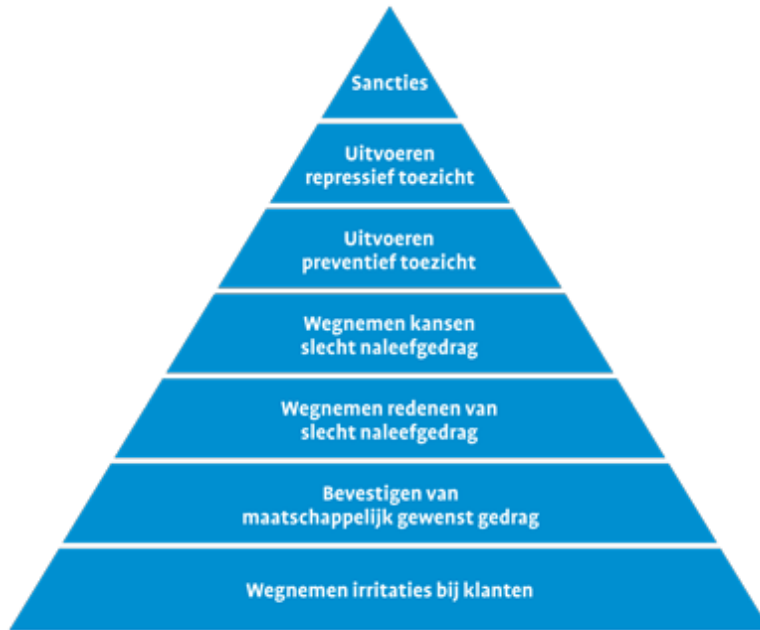 Sancties
Uitvoeren
repressief toezicht
Uitvoeren
preventief toezicht
Wegnemen kansen
slecht naleefgedrag
Wegnemen redenen van
slecht naleefgedrag
Bevestigen van
maatschappelijk gewenst gedrag
Wegnemen irritaties bij klanten